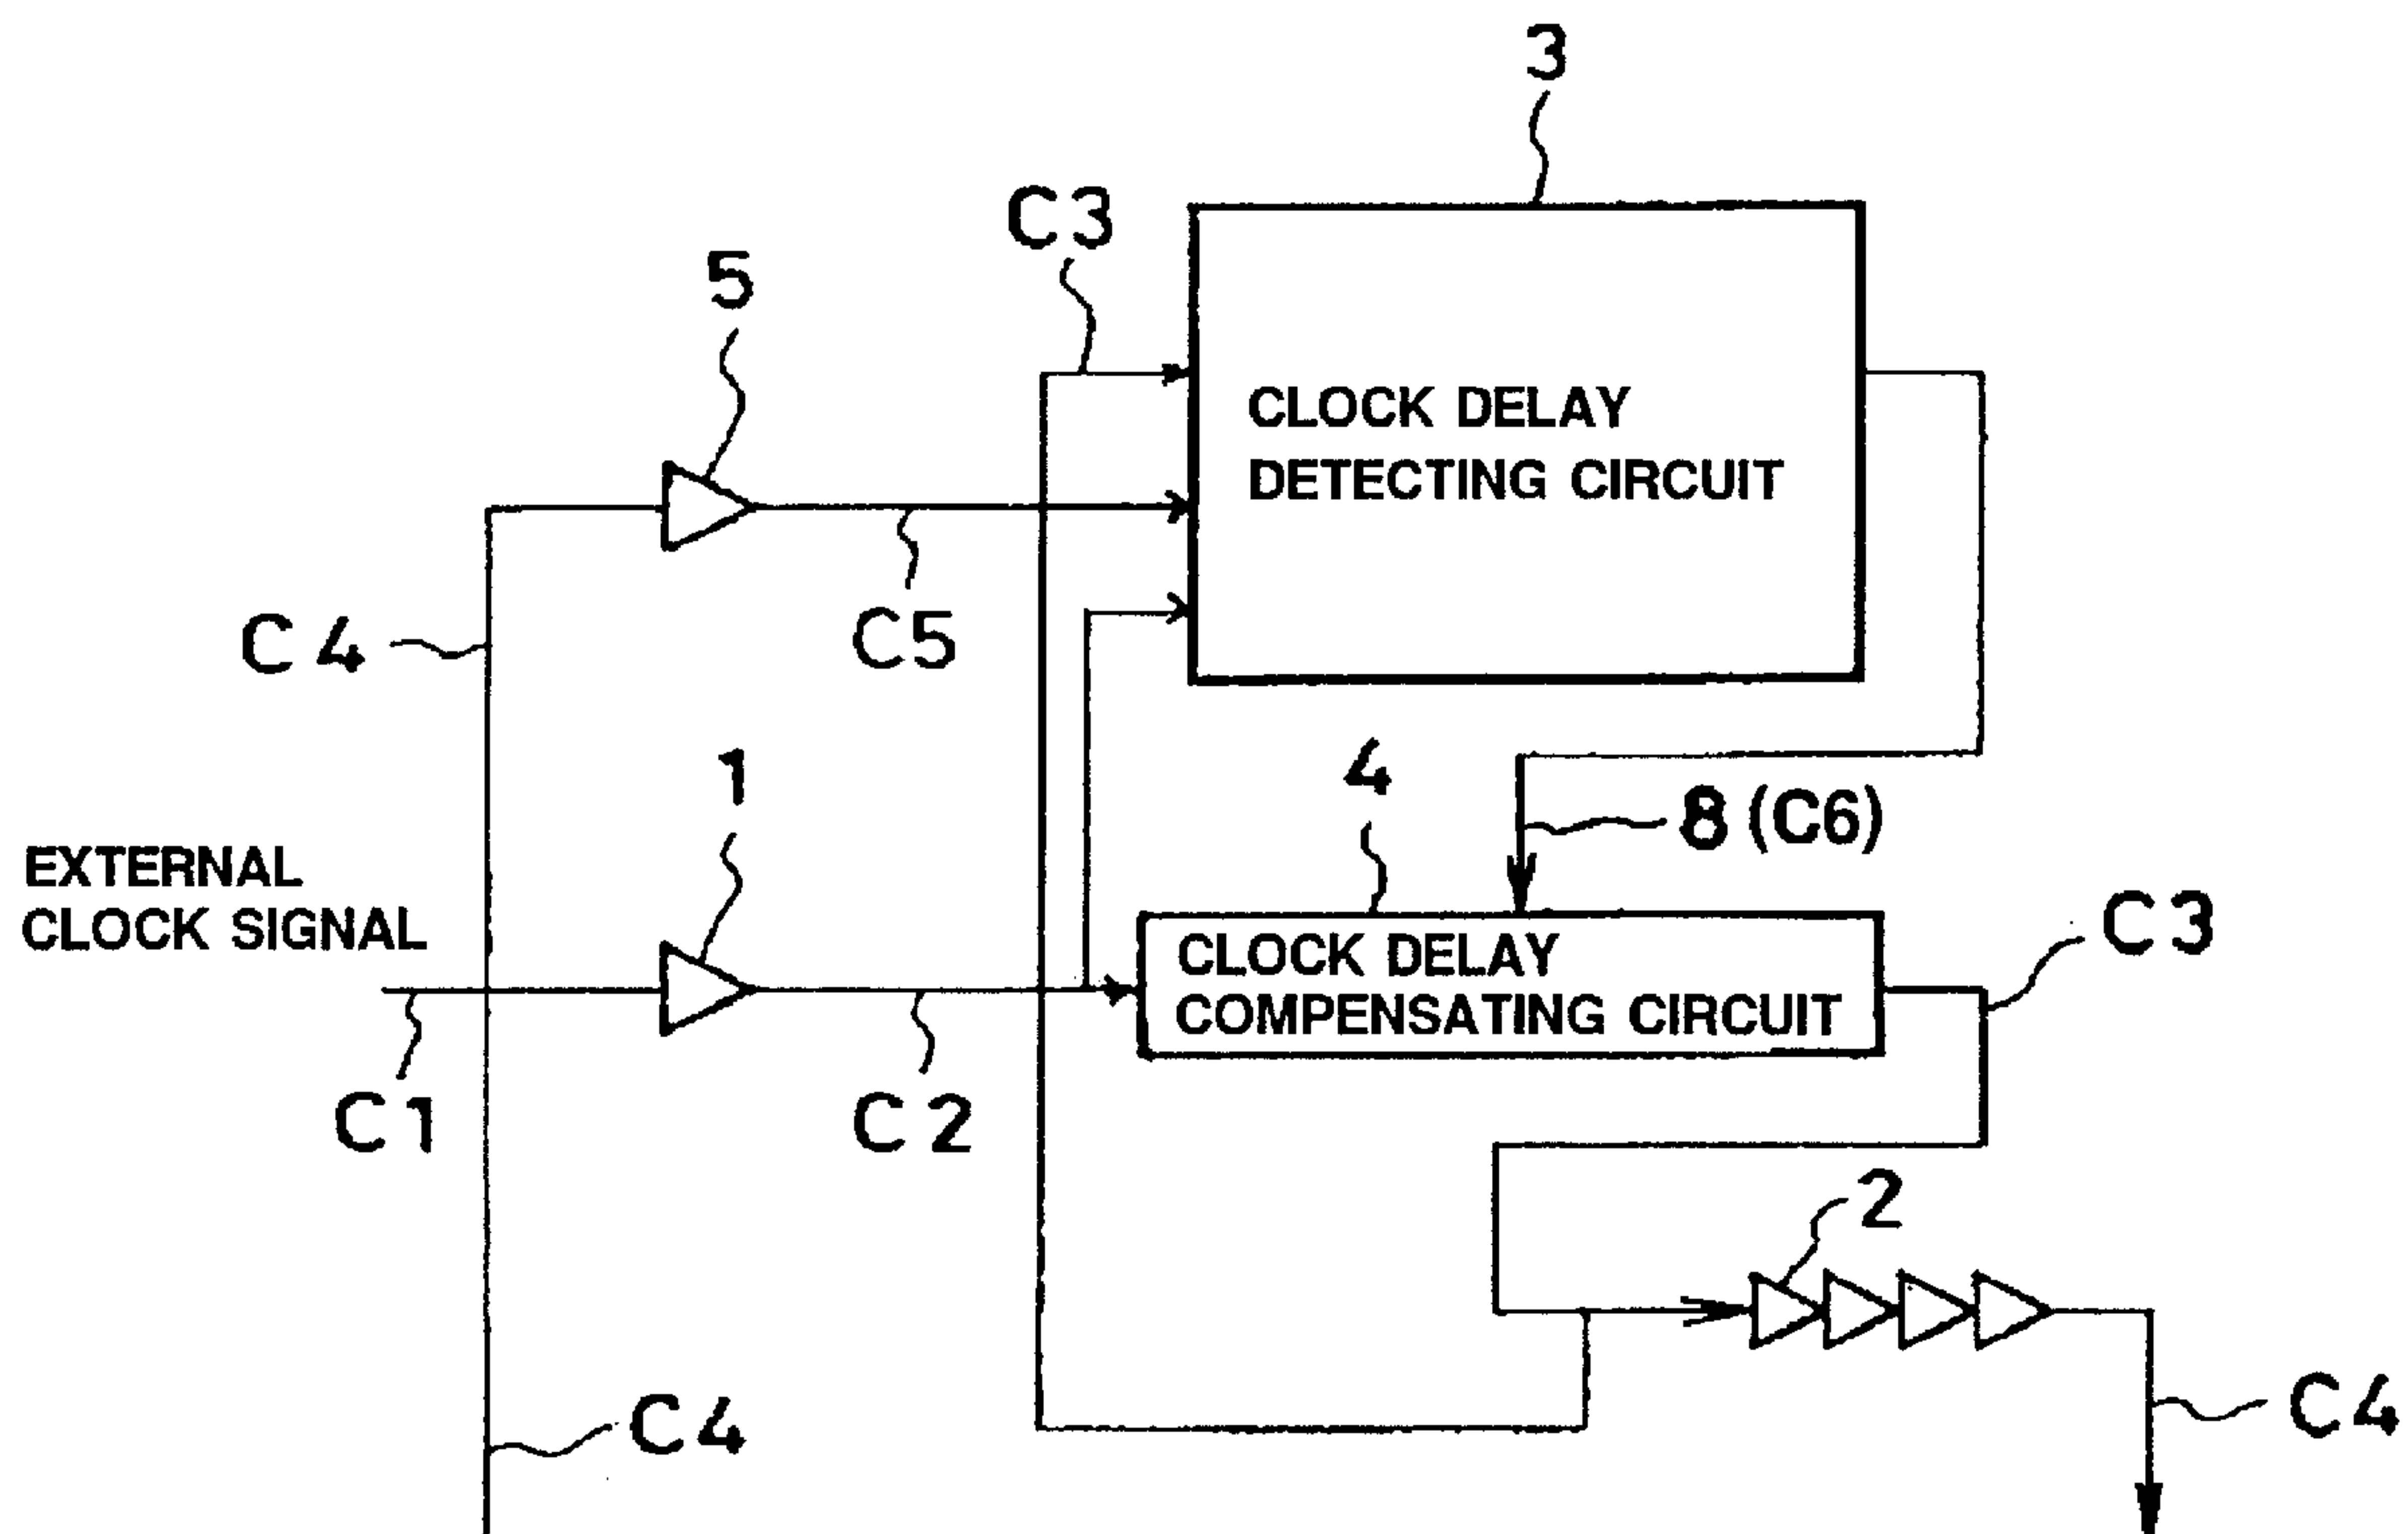 3
C3
5
CLOCK DELAY
DETECTING CIRCUIT
C4
C5
1
4
8 (C6)
EXTERNAL
CLOCK SIGNAL
C3
CLOCK DELAY
COMPENSATING CIRCUIT
C1
C2
2
C4
C4